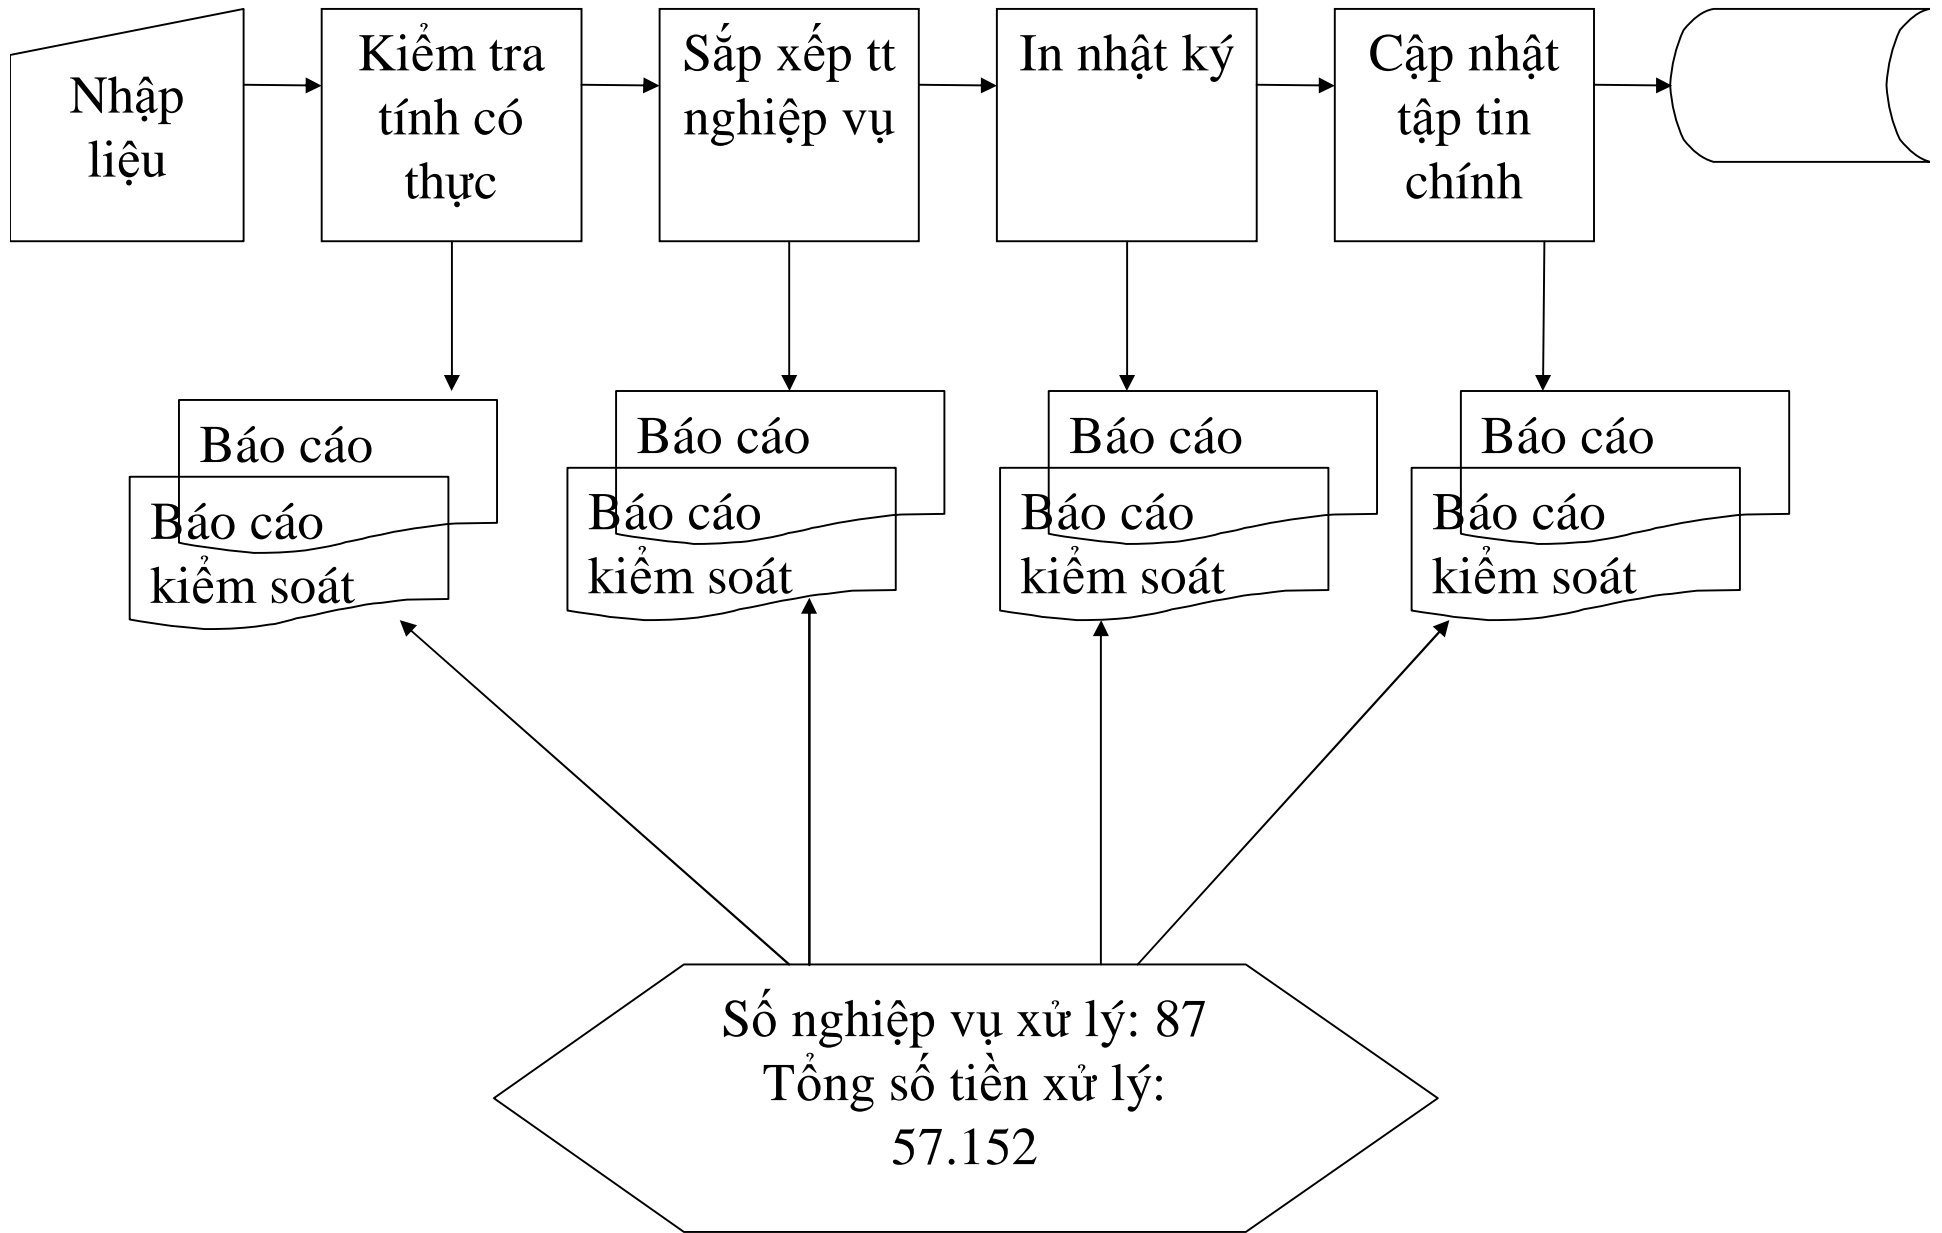 Nhập
liệu
Kiểm tra
tính có
thực
Sắp xếp tt
nghiệp vụ
In nhật ký
Cập nhật
tập tin
chính
Báo cáo
Báo cáo
kiểm soát
Báo cáo
Báo cáo
kiểm soát
Báo cáo
Báo cáo
kiểm soát
Báo cáo
Báo cáo
kiểm soát
Số nghiệp vụ xử lý: 87
Tổng số tiền xử lý:
57.152